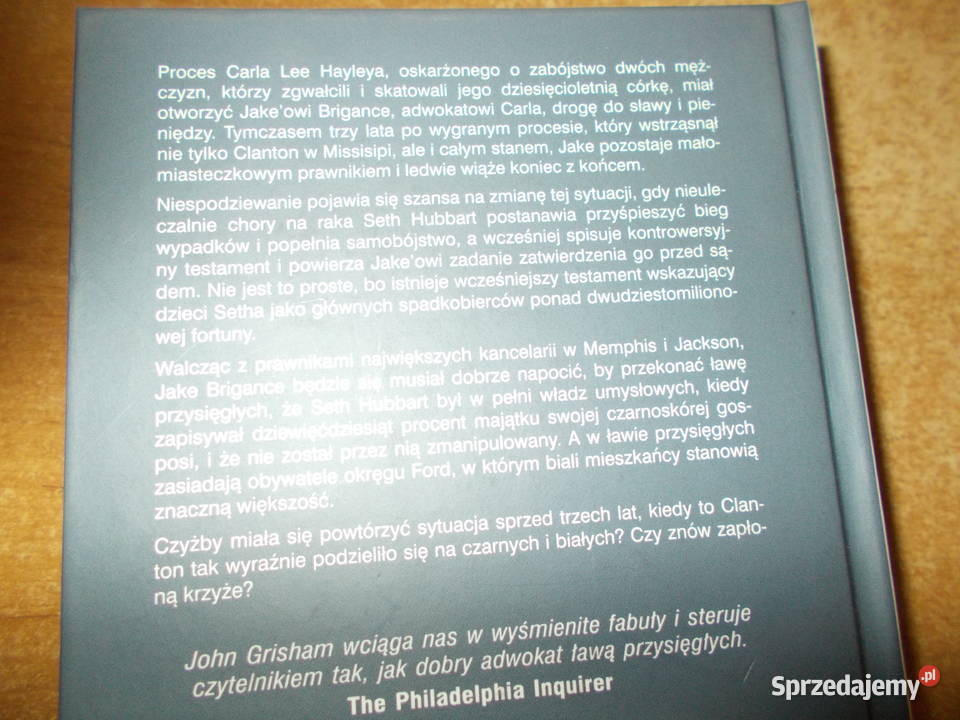 Proces Carla Lee Hayleya, oskarżonego o zabójstwo dwóch męż-
czyzn, którzy zgwałcili i skatowali jego dziesięcioletnią córkę, miał
otworzyć Jake'owi Brigance, adwokatowi Carla, drogę do sławy i pie-
niędzy. Tymczasem trzy lata po wygranym procesie, który wstrząsnął
nie tylko Clanton w Missisipi, ale i całym stanem, Jake pozostaje mało-
miasteczkowym prawnikiem i ledwie wiąże koniec z końcem.
Niespodziewanie pojawia się szansa na zmianę tej sytuacji, gdy nieule-
czalnie chory na raka Seth Hubbart postanawia przyśpieszyć bieg
wypadków i popełnia samobójstwo, a wcześniej spisuje kontrowersyj-
ny testament i powierza Jake'owi zadanie zatwierdzenia go przed są-
dem. Nie jest to proste, bo istnieje wcześniejszy testament wskazujący
dzieci Setha jako głównych spadkobierców ponad dwudziestomiliono-
wej fortuny.
Walcząc z prawnikami największych kancelarii w Memphis i Jackson,
Jake Brigance będzie się musiał dobrze napocić, by przekonać ławę
przysięgłych, że Seth Hubbart był w pełni władz umysłowych, kiedy
zapisywał dziewięćdziesiąt procent majątku swojej czarnoskórej gos-
posi, i że nie został przez nią zmanipulowany. A w ławie przysięgłych
zasiadają obywatele okręgu Ford, w którym biali mieszkańcy stanowią
znaczną większość.
Czyżby miała się powtórzyć sytuacja sprzed trzech lat, kiedy to Clan-
ton tak wyraźnie podzieliło się na czarnych i białych? Czy znów zapło-
ną krzyże?
John Grisham wciąga nas w wyśmienite fabuły i steruje
czytelnikiem tak, jak dobry adwokat ławą przysięgłych.
The Philadelphia Inquirer
Sprzedajemy.pl